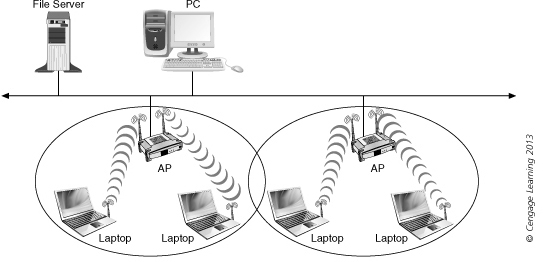 File Server
PC
AP
AP
Laptop
Laptop
Laptop
Laptop
© Cengage Learning 2013